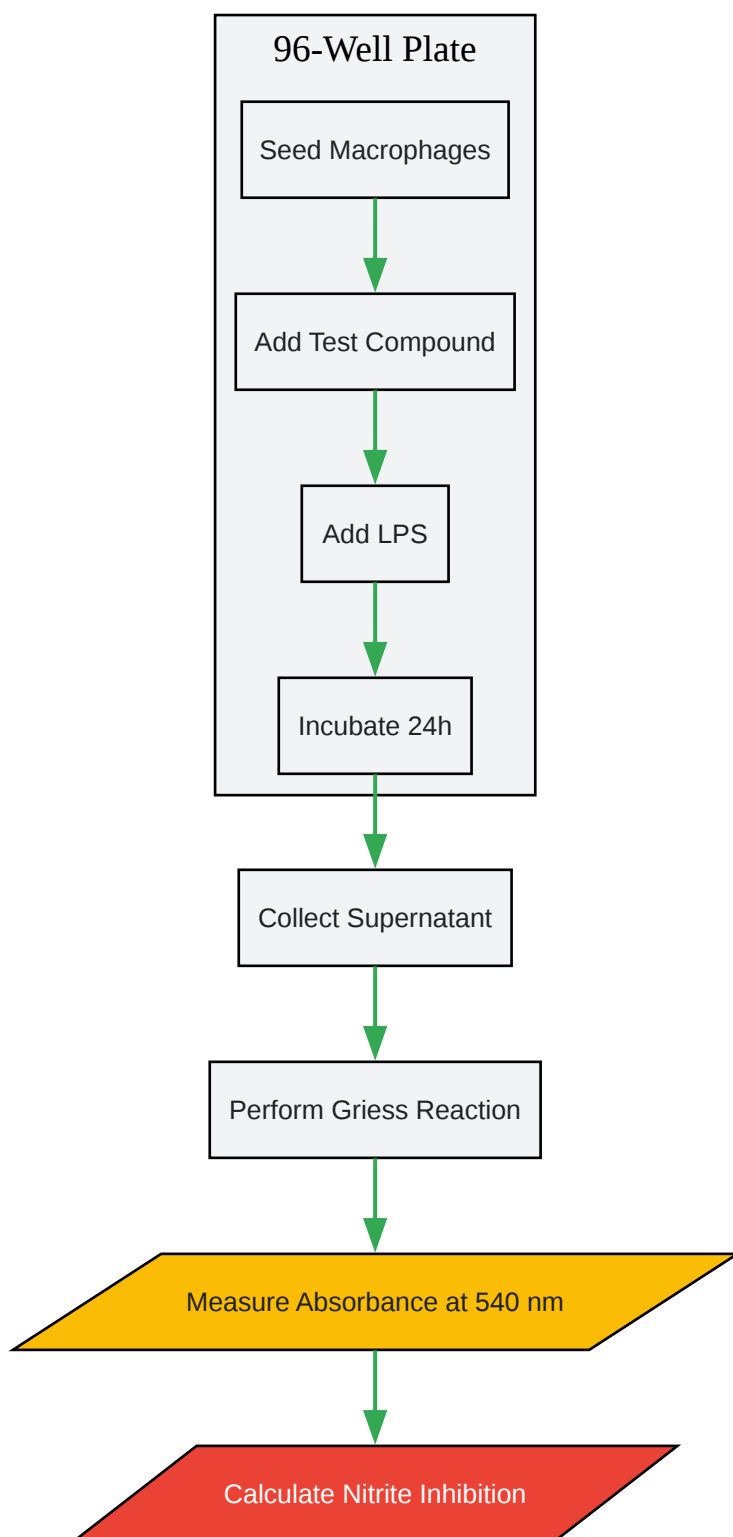 96-Well Plate
Seed Macrophages
Add Test Compound
Add LPS
Incubate 24h
Collect Supernatant
Perform Griess Reaction
Measure Absorbance at 540 nm
Calculate Nitrite Inhibition